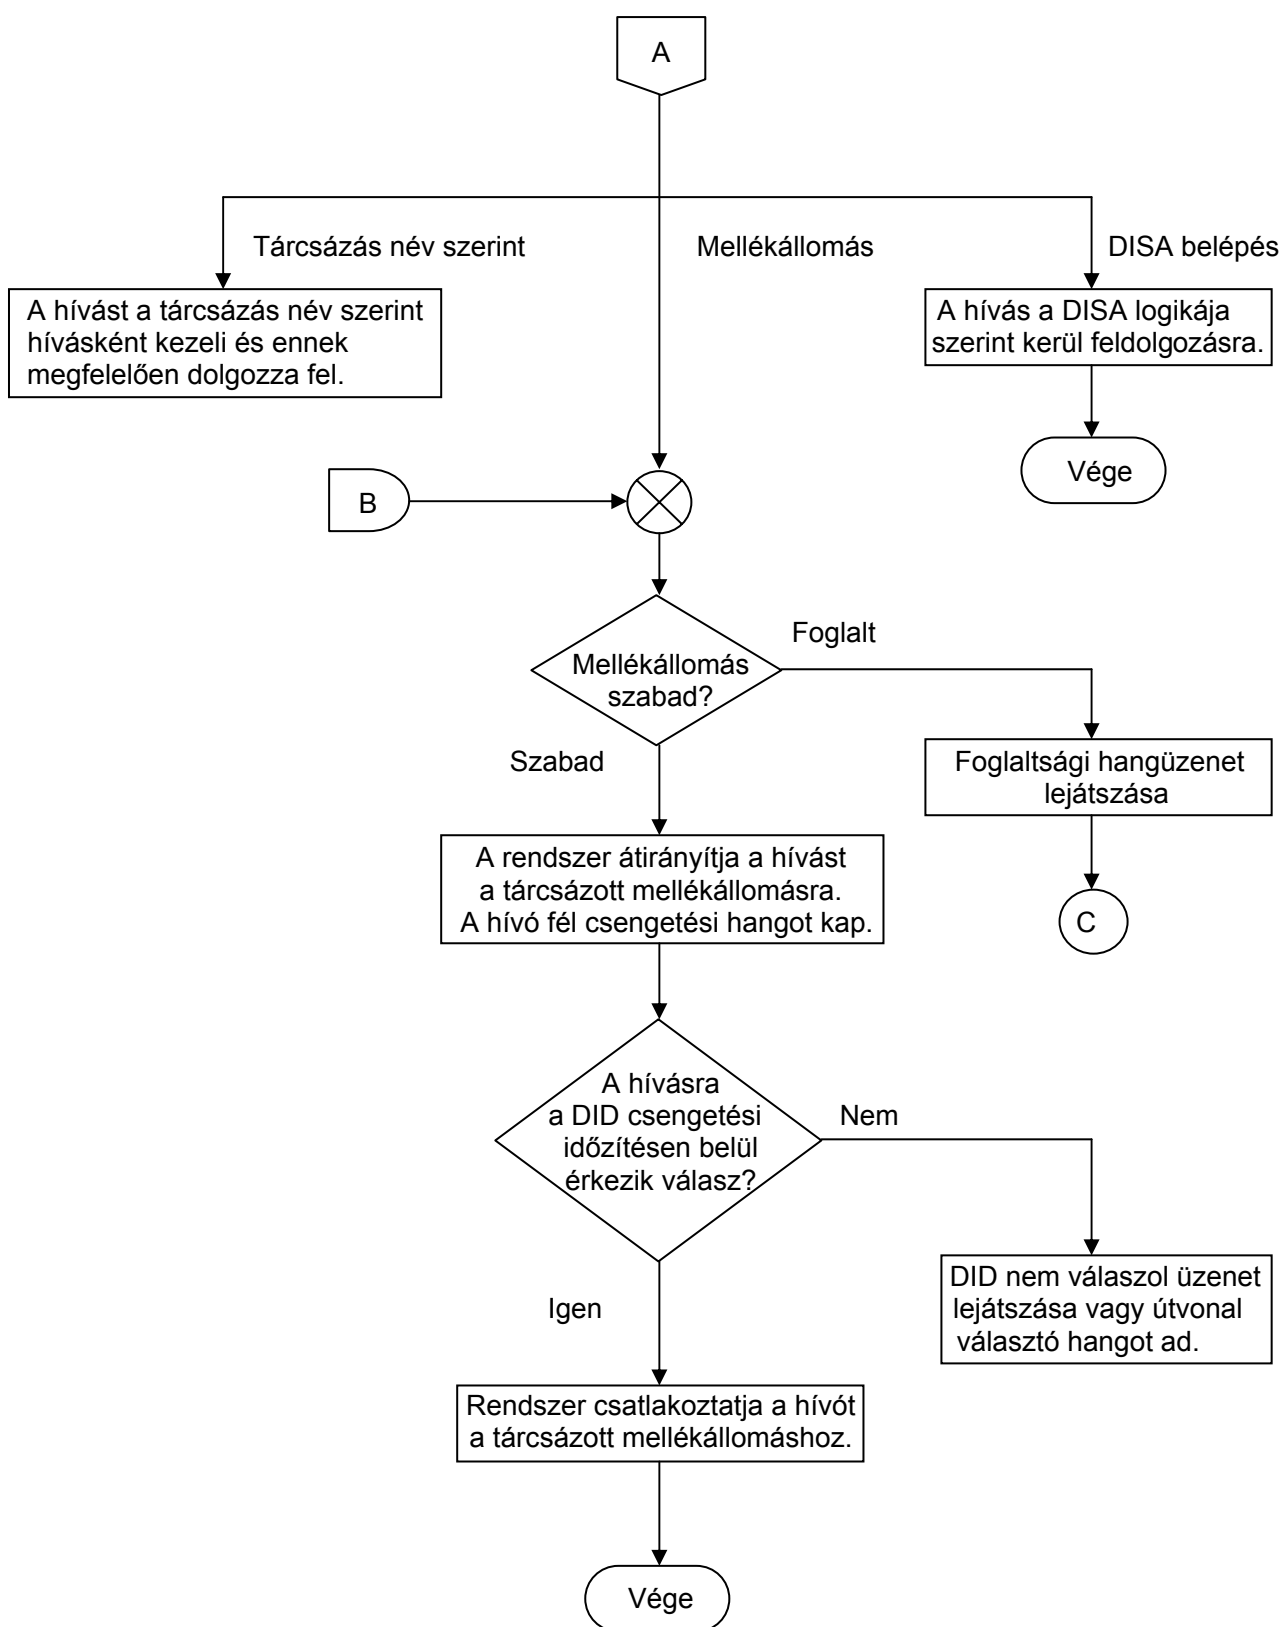 A
Tárcsázás név szerint
Mellékállomás
DISA belépés
A hívást a tárcsázás név szerint
hívásként kezeli és ennek
megfelelően dolgozza fel.
A hívás a DISA logikája
szerint kerül feldolgozásra.
Vége
B
Foglalt
Mellékállomás
szabad?
Szabad
Foglaltsági hangüzenet
lejátszása
A rendszer átirányítja a hívást
a tárcsázott mellékállomásra.
A hívó fél csengetési hangot kap.
C
A hívásra
a DID csengetési
időzítésen belül
érkezik válasz?
Nem
Igen
DID nem válaszol üzenet
lejátszása vagy útvonal
választó hangot ad.
Rendszer csatlakoztatja a hívót
a tárcsázott mellékállomáshoz.
Vége